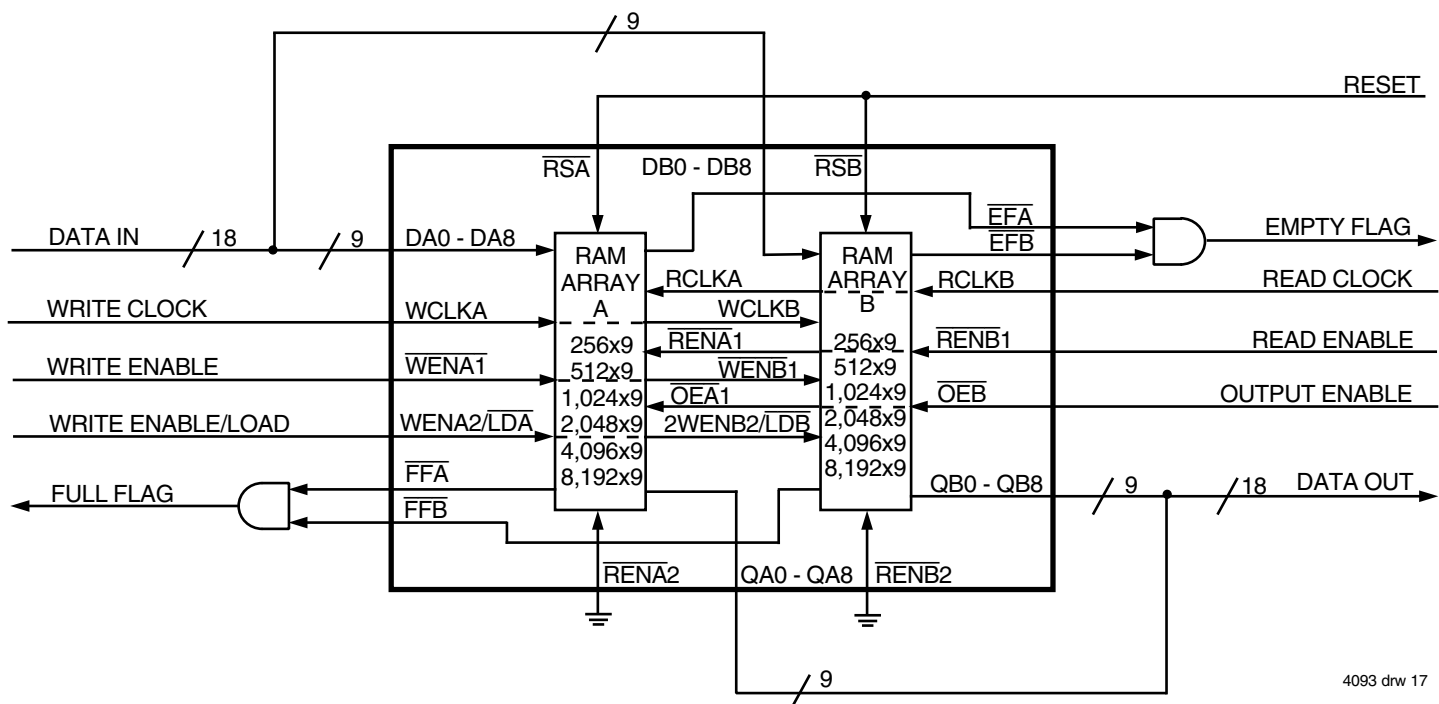 9
RESET
RSA
DB0 - DB8
RSB
DATA IN
18
9
DA0 - DA8
RAM
ARRAY
A
256x9
512x9
1,024x9
2,048x9
4,096x9
8,192x9
RAM
ARRAY
B
256x9
512x9
1,024x9
2,048x9
4,096x9
8,192x9
EFA
EFB
EMPTY FLAG
RCLKA
RCLKB
READ CLOCK
WRITE CLOCK
WCLKA
WCLKB
RENA1
RENB1
READ ENABLE
WRITE ENABLE
WENA1
WENB1
OEA1
OEB
OUTPUT ENABLE
WRITE ENABLE/LOAD
WENA2/LDA
2WENB2/LDB
FULL FLAG
FFA
FFB
QB0 - QB8
9
18
DATA OUT
RENA2
QA0 - QA8
RENB2
9
4093 drw 17